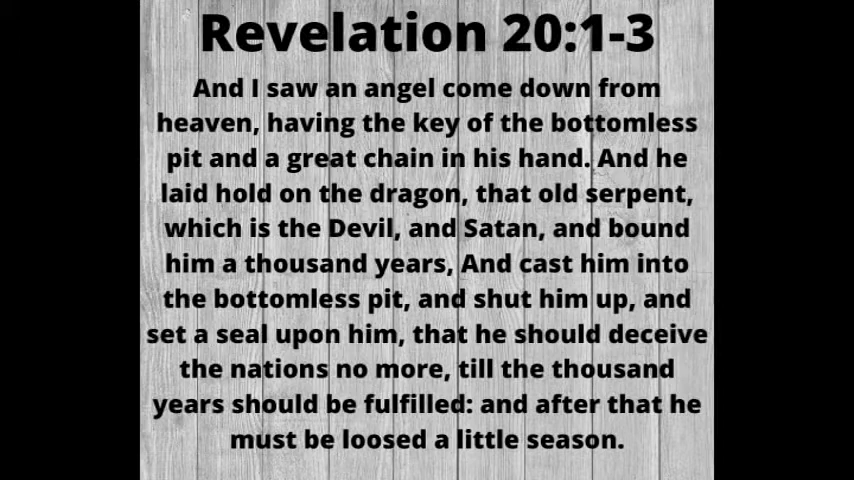 Revelation 20:1-3
And I saw an angel come down from
heaven, having the key of the bottomless
pit and a great chain in his hand. And he
laid hold on the dragon, that old serpent,
which is the Devil, and Satan, and bound
him a thousand years, And cast him into
the bottomless pit, and shut him up, and
set a seal upon him, that he should deceive
the nations no more, till the thousand
years should be fulfilled: and after that he
must be loosed a little season.